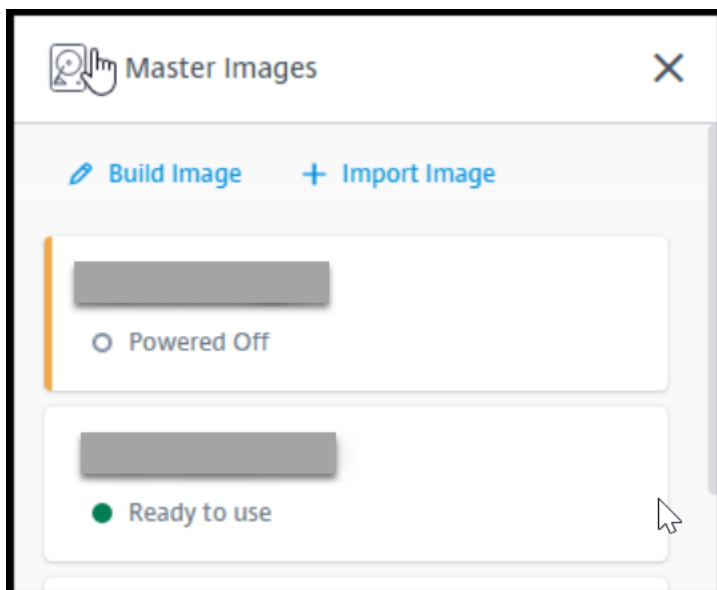 Master Images
Build Image
Import Image
Powered Off
Ready to use